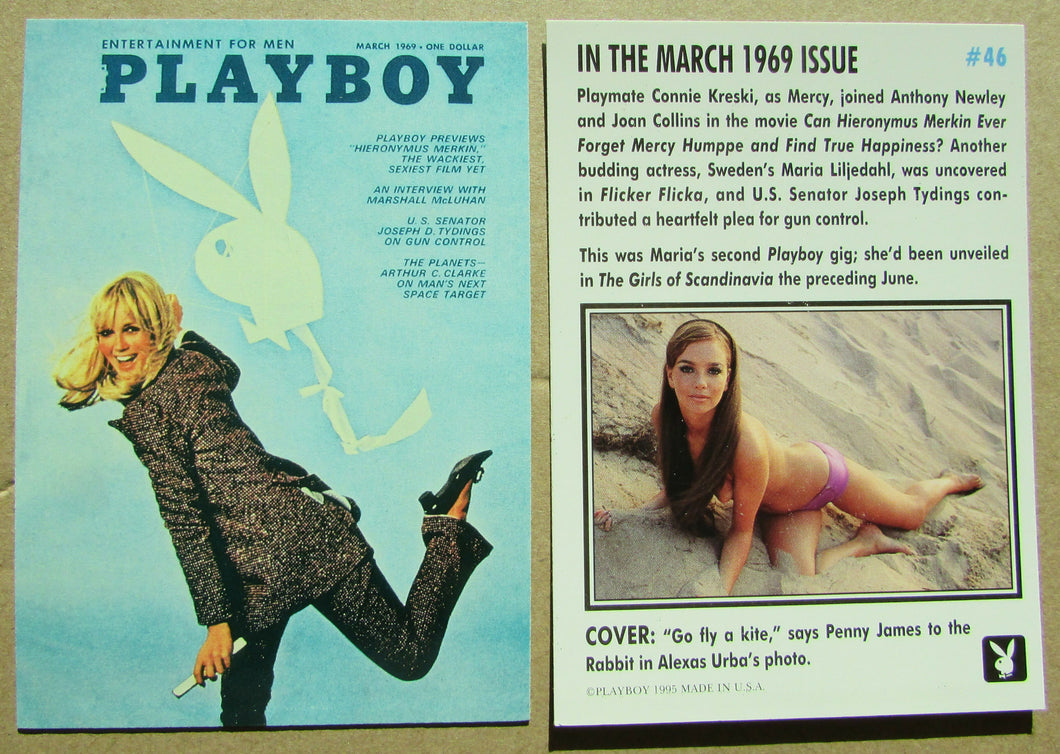 ENTERTAINMENT FOR MEN
MARCH 1969 • ONE DOLLAR
PLAYBOY
PLAYBOY PREVIEWS
"HIERONYMUS MERKIN,"
THE WACKIEST,
SEXIEST FILM YET
AN INTERVIEW WITH
MARSHALL McLUHAN
U. S. SENATOR
JOSEPH D. TYDINGS
ON GUN CONTROL
THE PLANETS—
ARTHUR C. CLARKE
ON MAN'S NEXT
SPACE TARGET
IN THE MARCH 1969 ISSUE
#46
Playmate Connie Kreski, as Mercy, joined Anthony Newley
and Joan Collins in the movie Can Hieronymus Merkin Ever
Forget Mercy Humppe and Find True Happiness? Another
budding actress, Sweden's Maria Liljedahl, was uncovered
in Flicker Flicka, and U.S. Senator Joseph Tydings con-
tributed a heartfelt plea for gun control.
This was Maria's second Playboy gig; she'd been unveiled
in The Girls of Scandinavia the preceding June.
COVER: "Go fly a kite," says Penny James to the
Rabbit in Alexas Urba's photo.
©PLAYBOY 1995 MADE IN U.S.A.